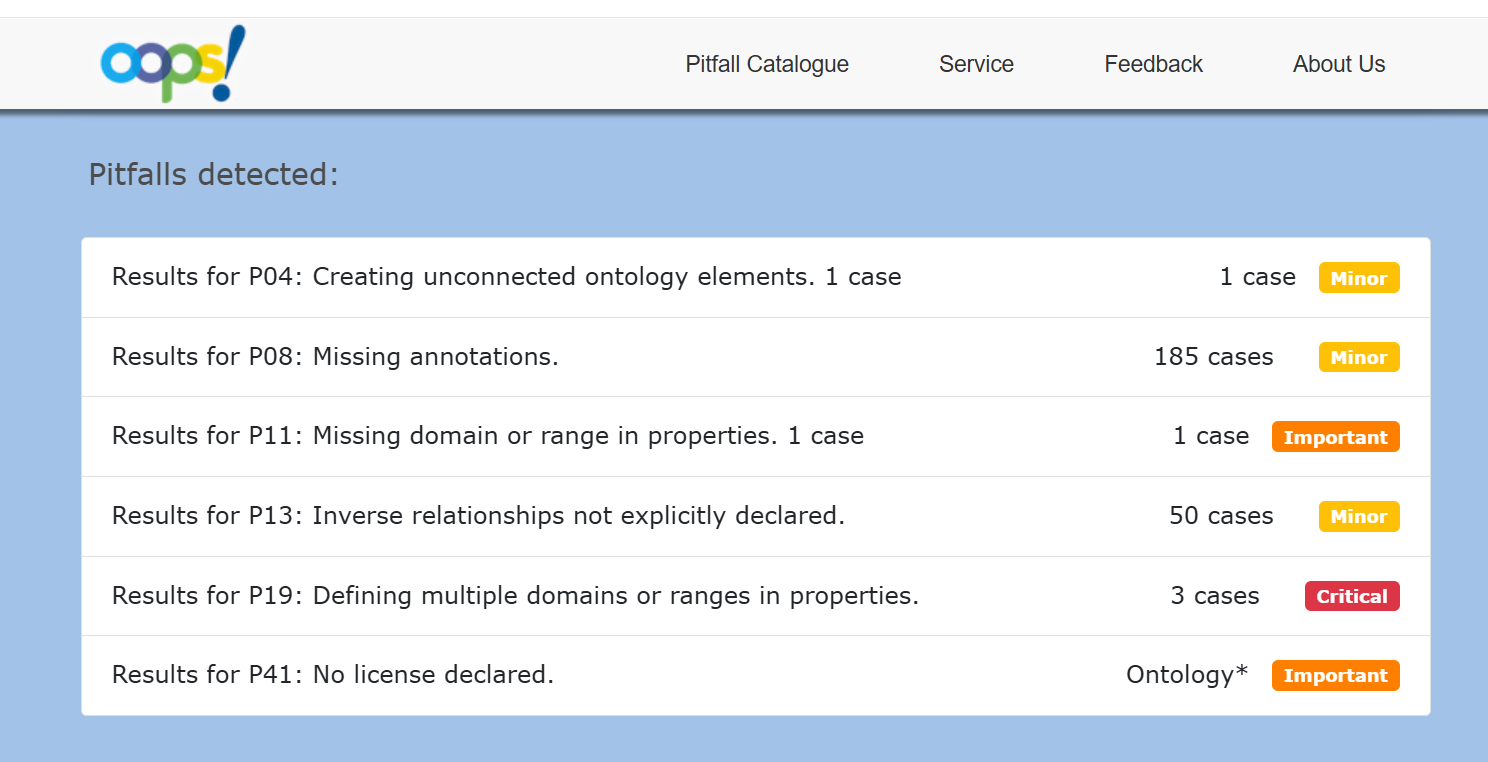 oops!
Pitfall Catalogue Service Feedback About Us
Pitfalls detected:
Results for P04: Creating unconnected ontology elements. 1 case 1 case Minor
Results for P08: Missing annotations. 185 cases Minor
Results for P11: Missing domain or range in properties. 1 case 1 case Important
Results for P13: Inverse relationships not explicitly declared. 50 cases Minor
Results for P19: Defining multiple domains or ranges in properties. 3 cases Critical
Results for P41: No license declared. Ontology* Important